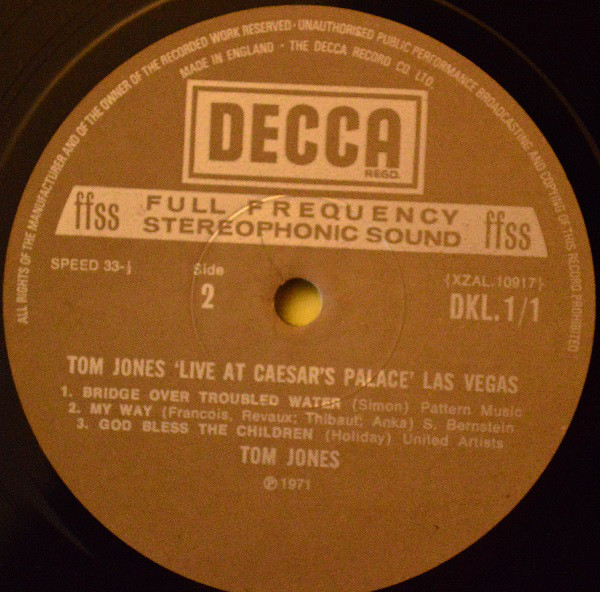 ALL RIGHTS OF THE MANUFACTURER AND OF THE OWNER OF THE RECORDED WORK RESERVED · UNAUTHORISED PUBLIC PERFORMANCE BROADCASTING AND COPYING OF THIS RECORD PROHIBITED
MADE IN ENGLAND · THE DECCA RECORD CO. LTD.
DECCA
REGD.
ffss FULL FREQUENCY ffss
STEREOPHONIC SOUND
SPEED 33-⅓ Side (XZAL.10917)
2 DKL.1/1
TOM JONES 'LIVE AT CAESAR'S PALACE' LAS VEGAS
1. BRIDGE OVER TROUBLED WATER (Simon) Pattern Music
2. MY WAY (Francois, Revaux; Thibaut; Anka) S. Bernstein
3. GOD BLESS THE CHILDREN (Holiday) United Artists
TOM JONES
℗ 1971